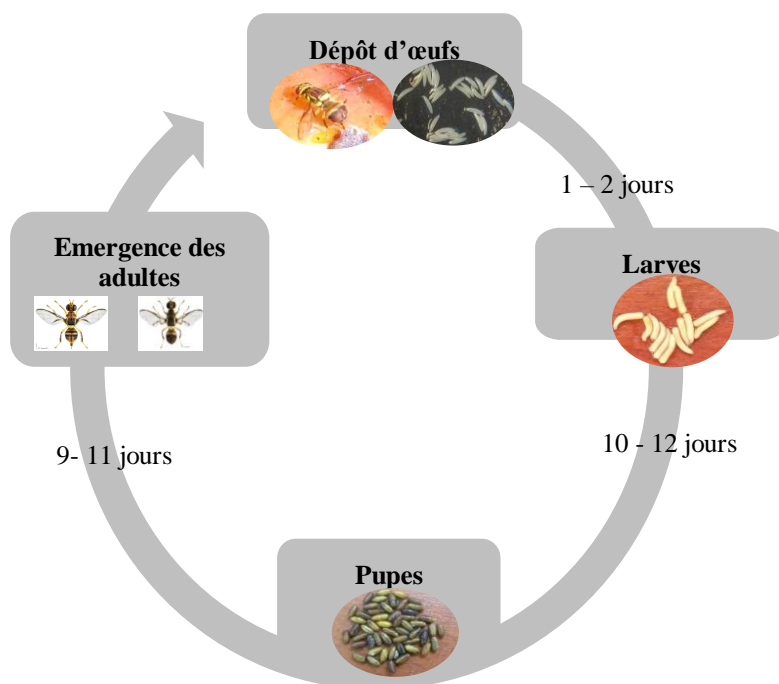 Dépôt d’œufs
1 – 2 jours
Larves
10 - 12 jours
Pupes
9- 11 jours
Emergence des
adultes